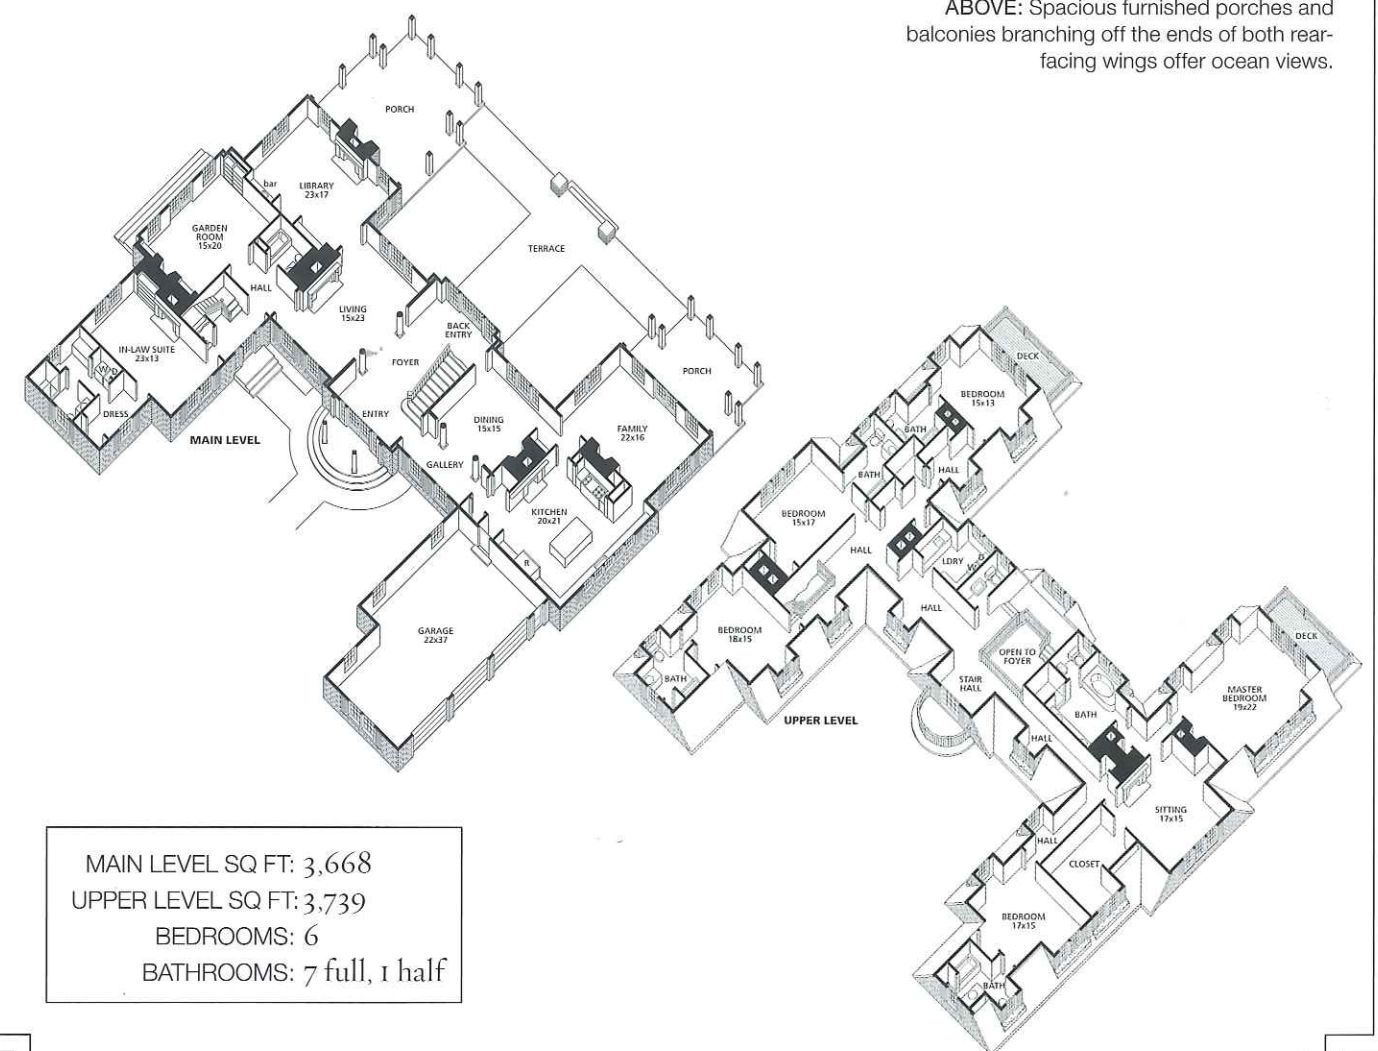 ABOVE: Spacious furnished porches and
balconies branching off the ends of both rear-
facing wings offer ocean views.
PORCH
bar
LIBRARY
23x17
GARDEN
ROOM
15x20
TERRACE
HALL
LIVING
15x23
BACK
ENTRY
FOYER
IN-LAW SUITE
23x13
W D
DRESS
ENTRY
PORCH
DINING
15x15
FAMILY
22x16
GALLERY
KITCHEN
20x21
R
GARAGE
22x37
MAIN LEVEL
DECK
BEDROOM
15x13
BATH
BATH
HALL
BEDROOM
15x17
HALL
LDRY
W D
HALL
BEDROOM
18x15
BATH
OPEN TO
FOYER
STAIR
HALL
DECK
MASTER
BEDROOM
19x22
BATH
HALL
SITTING
17x15
HALL
CLOSET
BEDROOM
17x15
BATH
UPPER LEVEL
MAIN LEVEL SQ FT: 3,668
UPPER LEVEL SQ FT: 3,739
BEDROOMS: 6
BATHROOMS: 7 full, 1 half